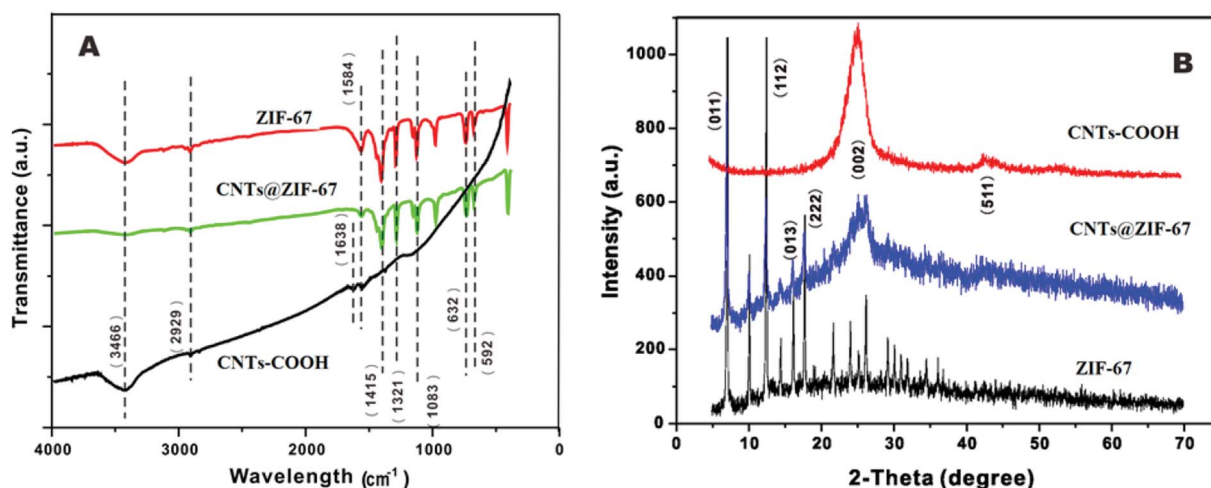 A
ZIF-67
(1584)
CNTs@ZIF-67
(1638)
(3466)
(2929)
CNTs-COOH
(1415)
(1321)
(1083)
(632)
(592)
Transmittance (a.u.)
4000 3000 2000 1000 0
Wavelength (cm-1)
B
1000
800
600
400
200
0
Intensity (a.u.)
(011)
(112)
CNTs-COOH
(002)
(511)
(222)
(013)
CNTs@ZIF-67
ZIF-67
0 10 20 30 40 50 60 70
2-Theta (degree)